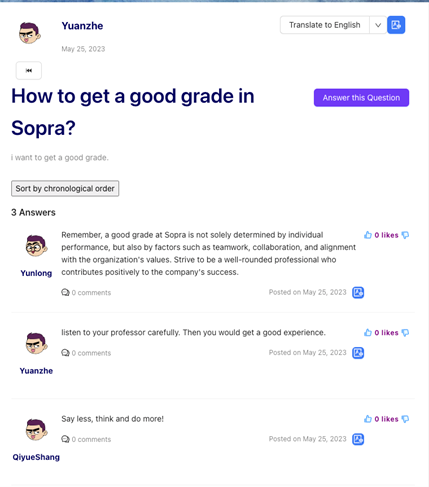 Yuanzhe
Translate to English
May 25, 2023
How to get a good grade in
Sopra?
Answer this Question
i want to get a good grade.
Sort by chronological order
3 Answers
Remember, a good grade at Sopra is not solely determined by individual
performance, but also by factors such as teamwork, collaboration, and alignment
with the organization's values. Strive to be a well-rounded professional who
contributes positively to the company's success.
0 likes
Yunlong
0 comments
Posted on May 25, 2023
listen to your professor carefully. Then you would get a good experience.
0 likes
0 comments
Posted on May 25, 2023
Yuanzhe
Say less, think and do more!
0 likes
0 comments
Posted on May 25, 2023
QiyueShang